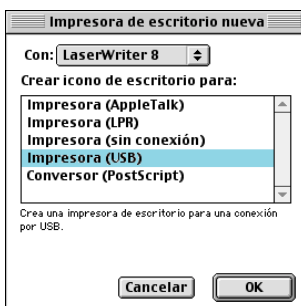 Impresora de escritorio nueva
Con: LaserWriter 8
Crear icono de escritorio para:
Impresora (AppleTalk)
Impresora (LPR)
Impresora (sin conexión)
Impresora (USB)
Conversor (PostScript)
Crea una impresora de escritorio para una conexión
por USB.
Cancelar OK